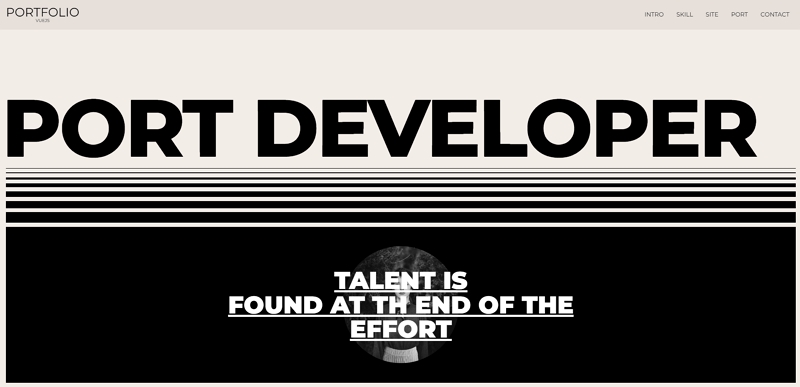 PORTFOLIO
VUEJS
INTRO SKILL SITE PORT CONTACT
PORT DEVELOPER
TALENT IS
FOUND AT TH END OF THE
EFFORT